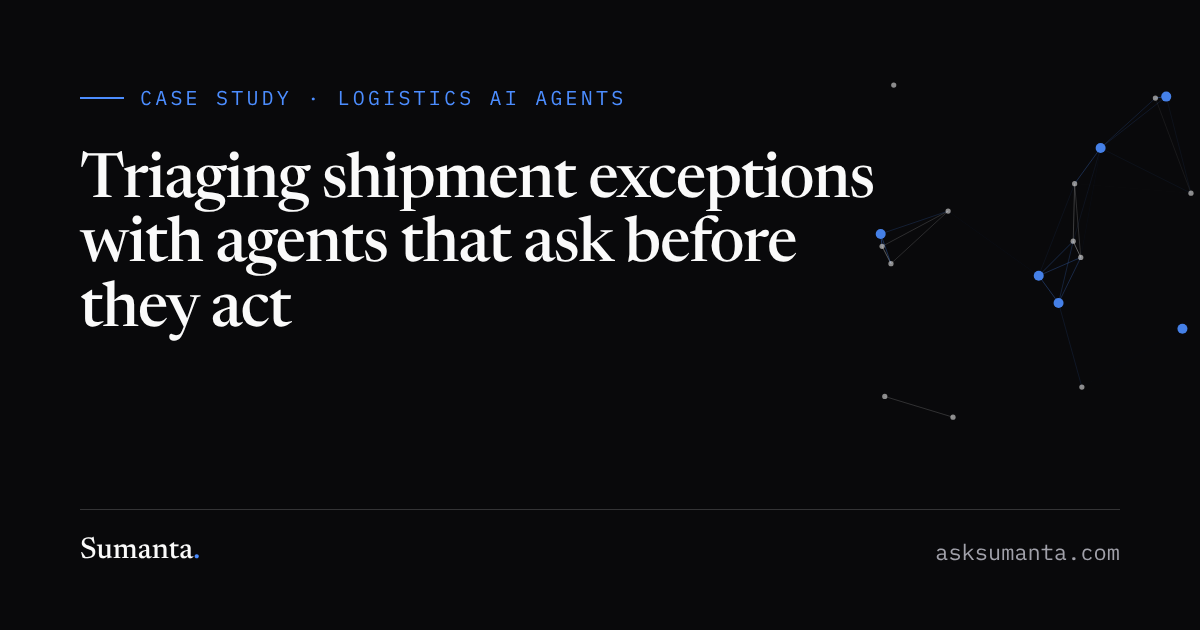 CASE STUDY · LOGISTICS AI AGENTS
Triaging shipment exceptions
with agents that ask before
they act
Sumanta.
asksumanta.com